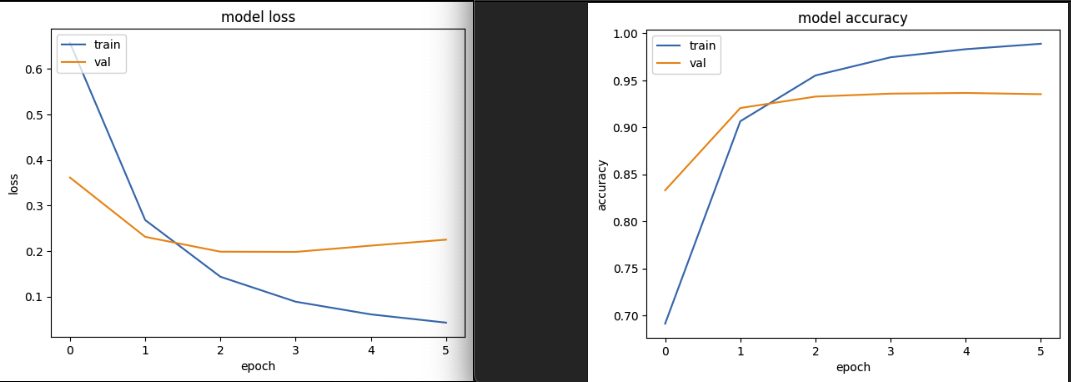 model loss
train
val
0.6
0.5
0.4
0.3
0.2
0.1
loss
0 1 2 3 4 5
epoch
model accuracy
train
val
1.00
0.95
0.90
0.85
0.80
0.75
0.70
accuracy
0 1 2 3 4 5
epoch